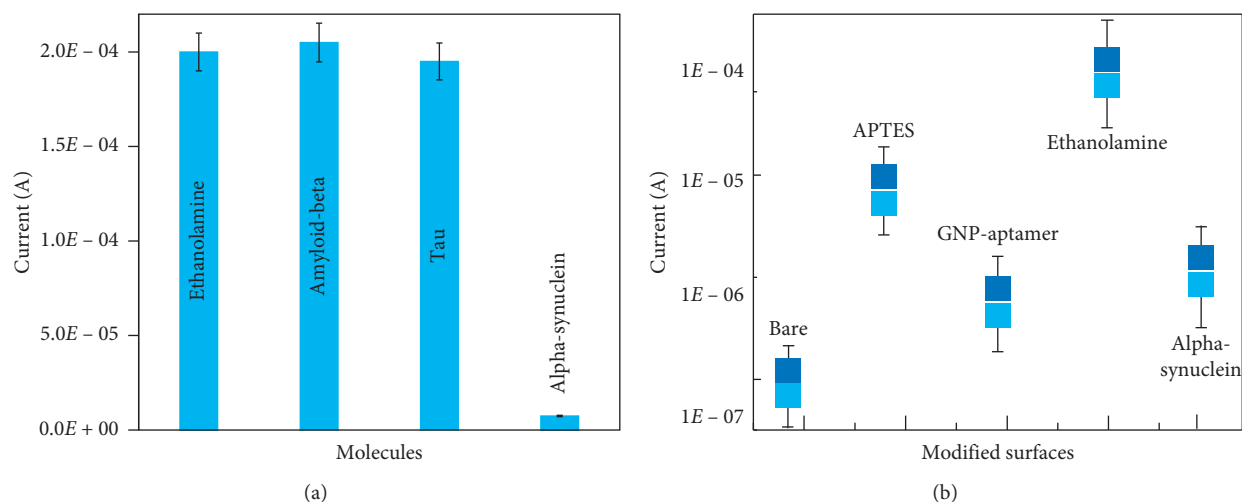 2.0E – 04
1.5E – 04
1.0E – 04
5.0E – 05
0.0E + 00
Current (A)
Ethanolamine
Amyloid-beta
Tau
Alpha-synuclein
Molecules
(a)
1E – 04
1E – 05
1E – 06
1E – 07
Current (A)
Bare
APTES
GNP-aptamer
Ethanolamine
Alpha-
synuclein
Modified surfaces
(b)